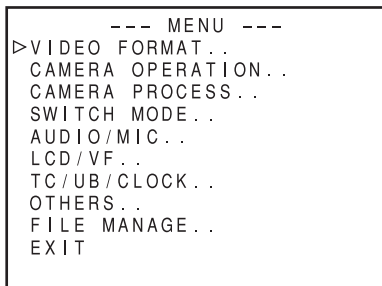 --- MENU ---
▷VIDEO FORMAT..
CAMERA OPERATION..
CAMERA PROCESS..
SWITCH MODE..
AUDIO/MIC..
LCD/VF..
TC/UB/CLOCK..
OTHERS..
FILE MANAGE..
EXIT